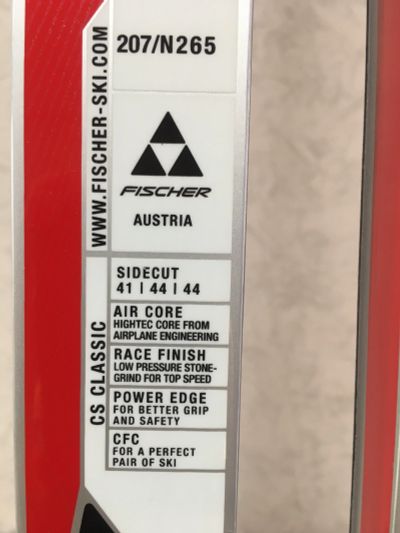 207/N265
WWW.FISCHER-SKI.COM
FISCHER
AUSTRIA
CS CLASSIC
SIDECUT
41 | 44 | 44
AIR CORE
HIGHTEC CORE FROM
AIRPLANE ENGINEERING
RACE FINISH
LOW PRESSURE STONE-
GRIND FOR TOP SPEED
POWER EDGE
FOR BETTER GRIP
AND SAFETY
CFC
FOR A PERFECT
PAIR OF SKI